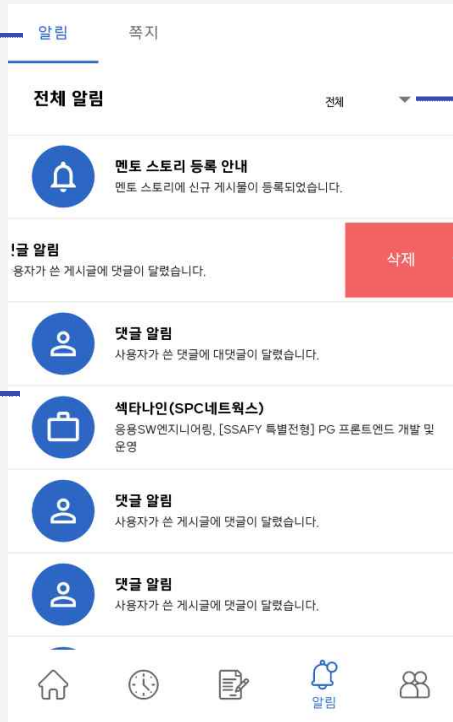 알림 쪽지
전체 알림 전체
멘토 스토리 등록 안내
멘토 스토리에 신규 게시물이 등록되었습니다.
글 알림
용자가 쓴 게시글에 댓글이 달렸습니다.
삭제
댓글 알림
사용자가 쓴 댓글에 대댓글이 달렸습니다.
섹타나인(SPC네트웍스)
응용SW엔지니어링, [SSAFY 특별전형] PG 프론트엔드 개발 및
운영
댓글 알림
사용자가 쓴 게시글에 댓글이 달렸습니다.
댓글 알림
사용자가 쓴 게시글에 댓글이 달렸습니다.
알림